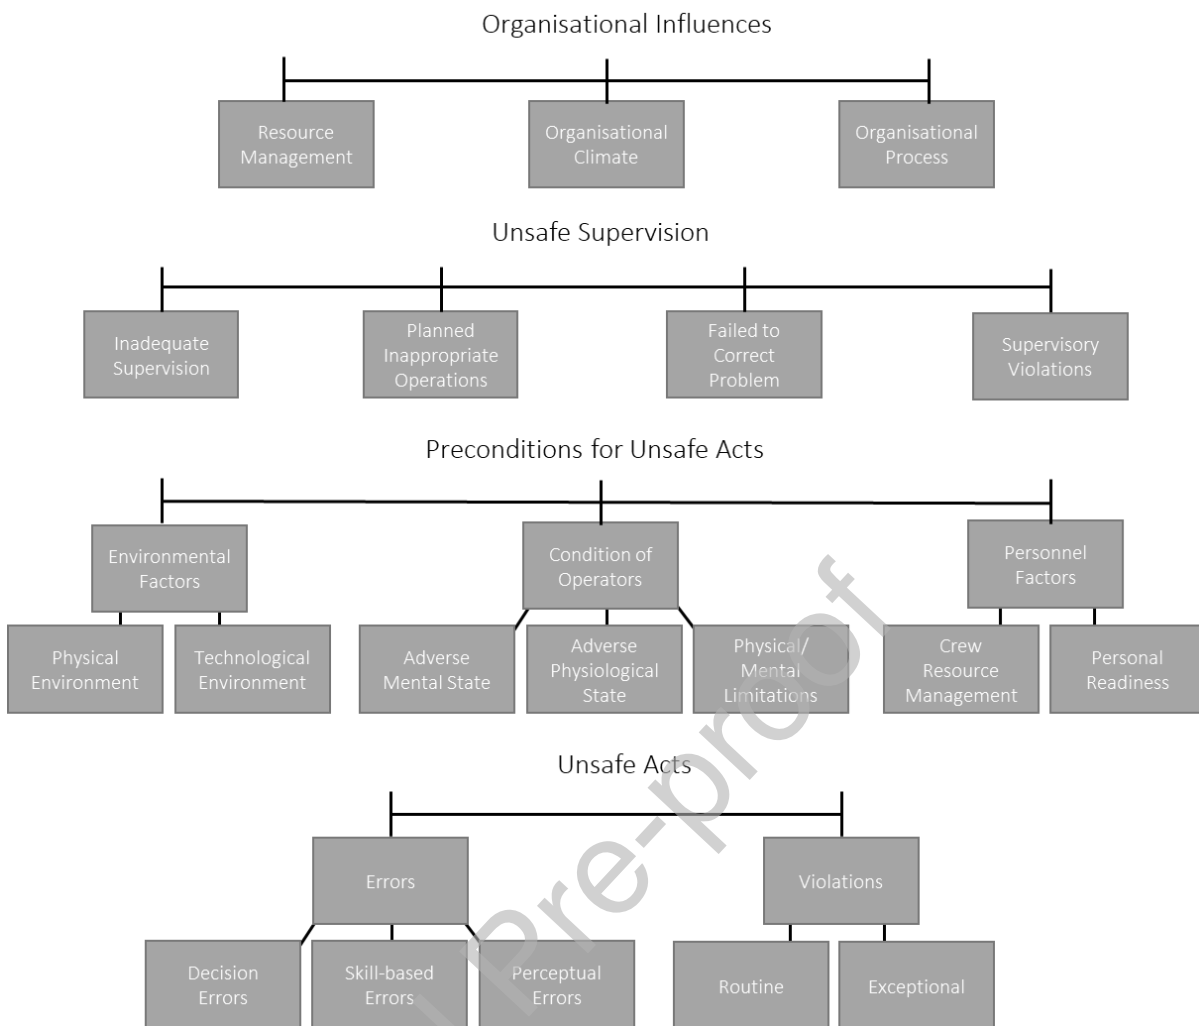 Organisational Influences
Resource
Management
Organisational
Climate
Organisational
Process
Unsafe Supervision
Inadequate
Supervision
Planned
Inappropriate
Operations
Failed to
Correct
Problem
Supervisory
Violations
Preconditions for Unsafe Acts
Environmental
Factors
Condition of
Operators
Personnel
Factors
Physical
Environment
Technological
Environment
Adverse
Mental State
Adverse
Physiological
State
Physical/
Mental
Limitations
Crew
Resource
Management
Personal
Readiness
Unsafe Acts
Errors
Violations
Decision
Errors
Skill-based
Errors
Perceptual
Errors
Routine
Exceptional
Pre-proof